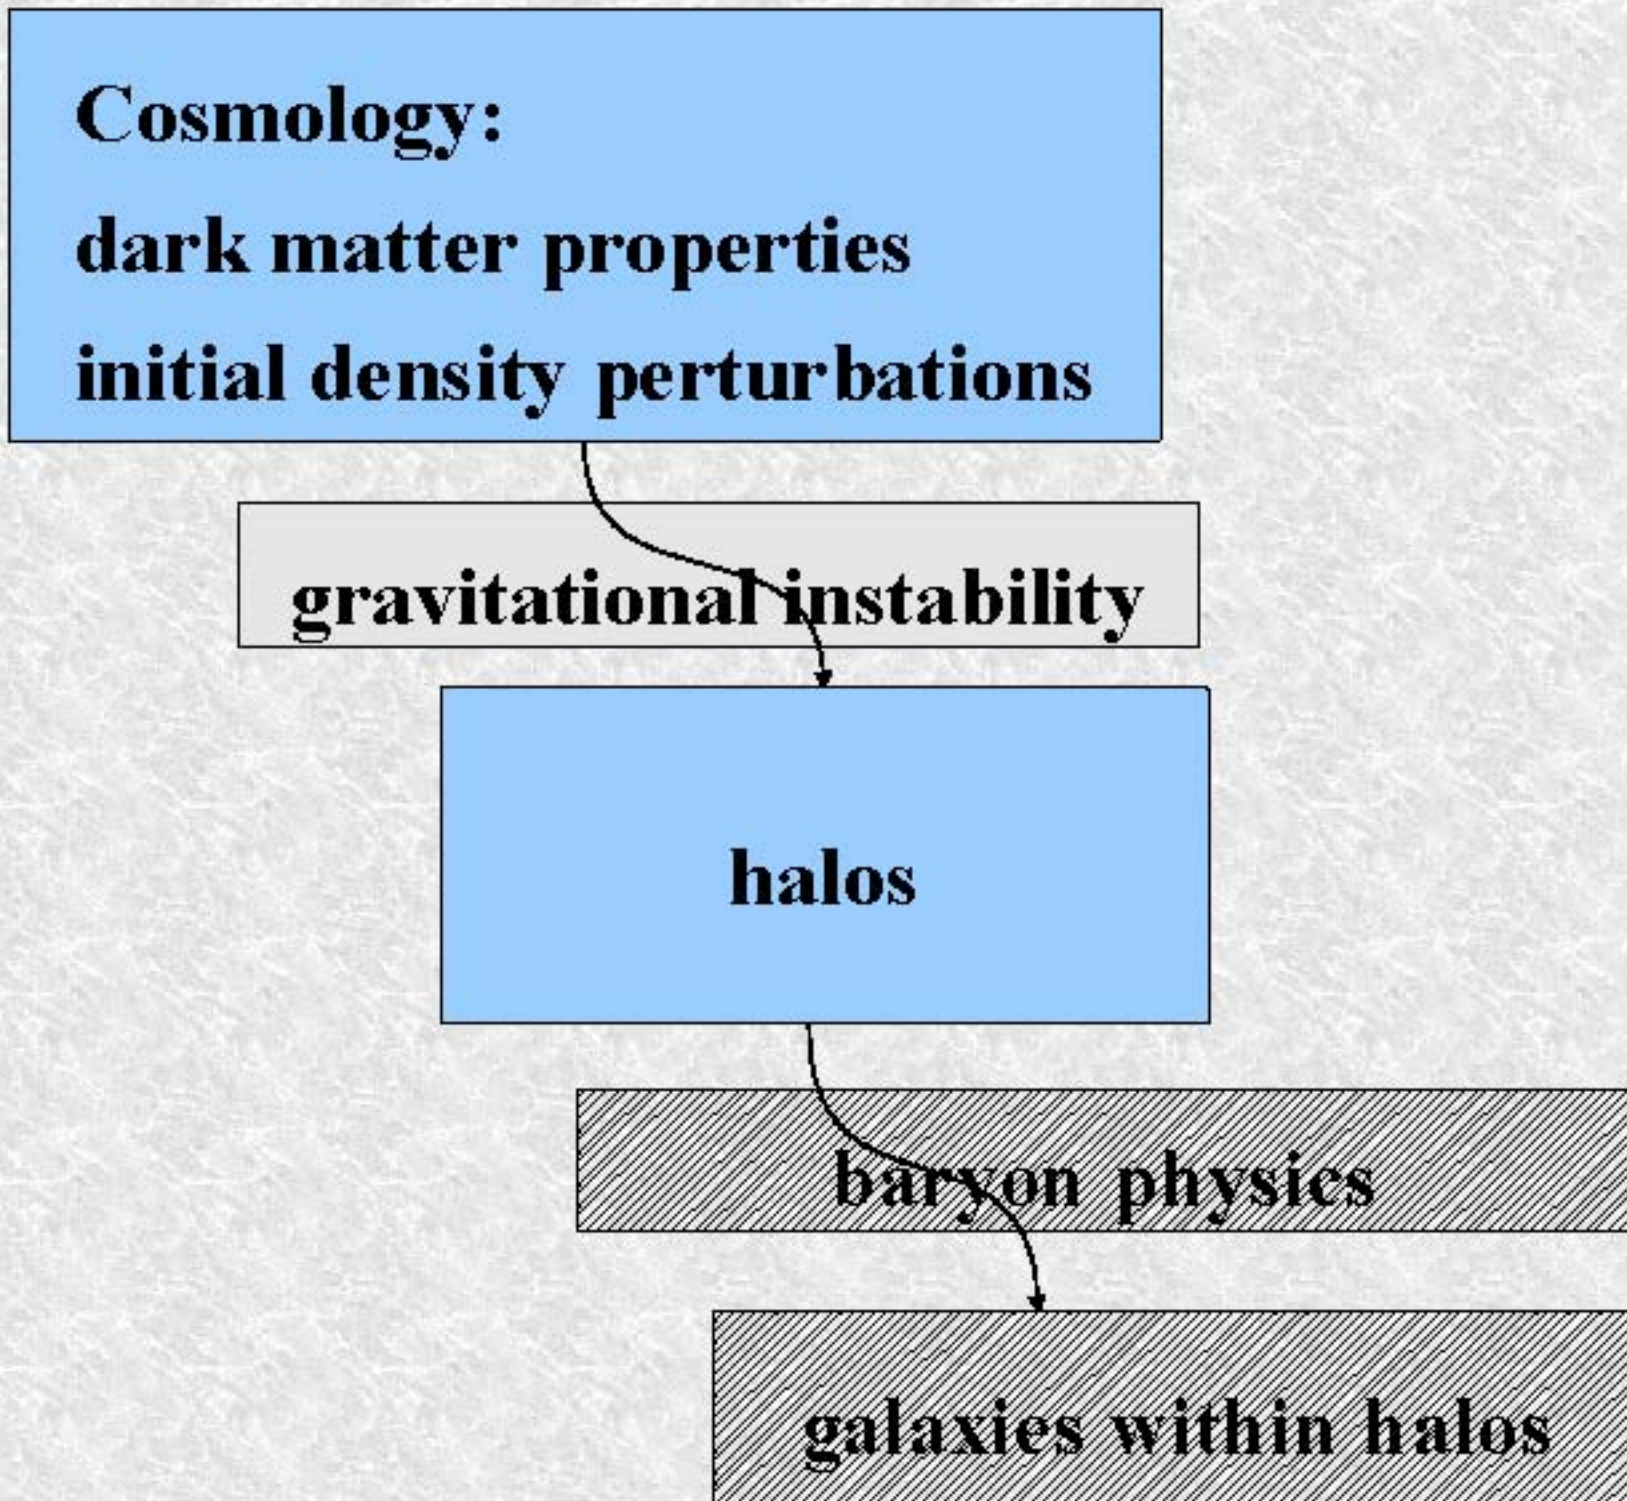 Cosmology:
dark matter properties
initial density perturbations
gravitational instability
halos
baryon physics
galaxies within halos